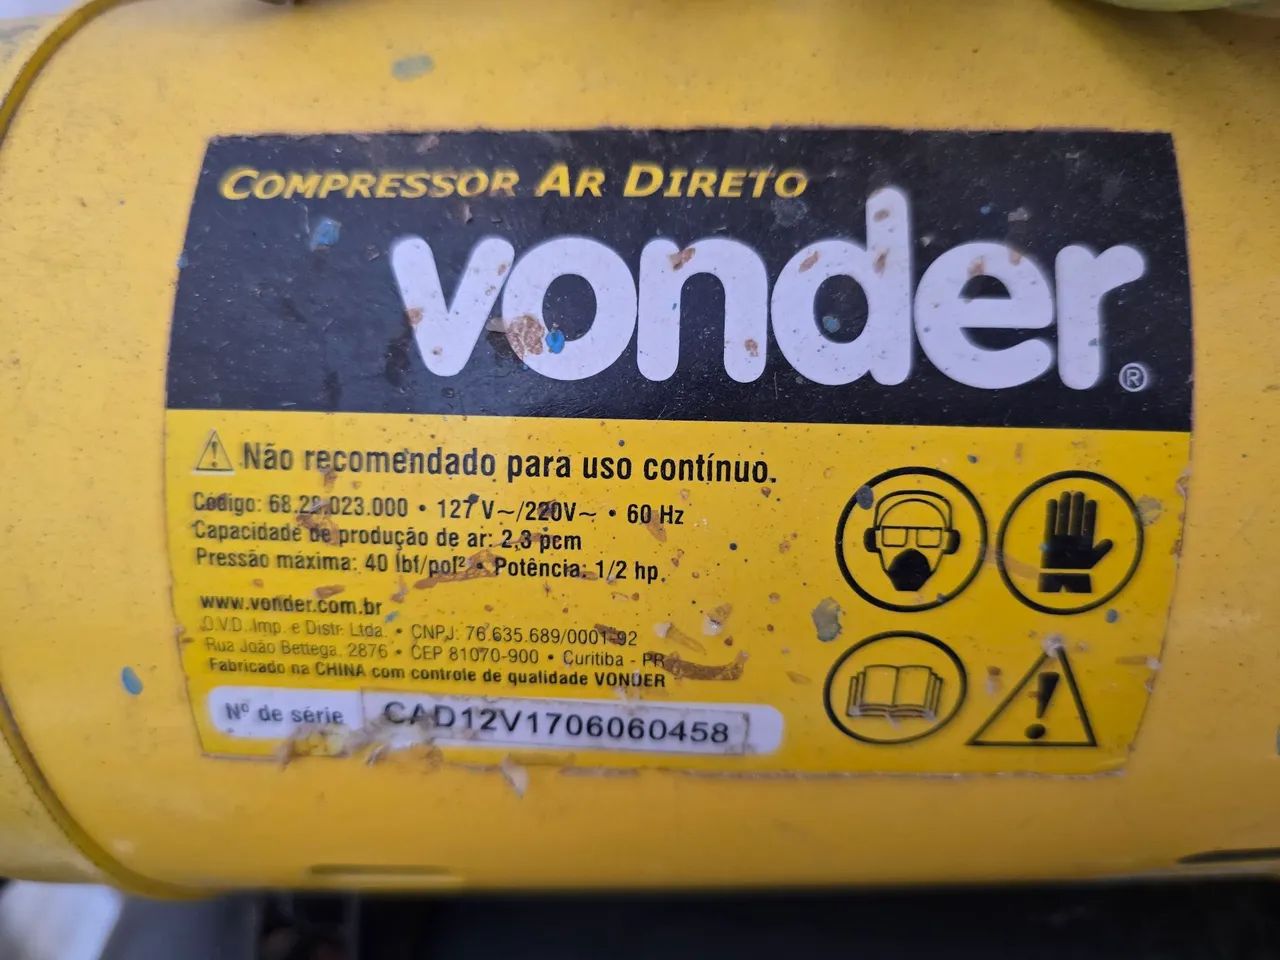 COMPRESSOR AR DIRETO
vonder®
Não recomendado para uso contínuo.
Código: 68.28.023.000 • 127 V~/220V~ • 60 Hz
Capacidade de produção de ar: 2,3 pcm
Pressão máxima: 40 lbf/pol² • Potência: 1/2 hp.
www.vonder.com.br
O.V.D. Imp. e Distr. Ltda. • CNPJ: 76.635.689/0001-92
Rua João Bettega, 2876 • CEP 81070-900 • Curitiba - PR
Fabricado na CHINA com controle de qualidade VONDER
Nº de série CAD12V1706060458